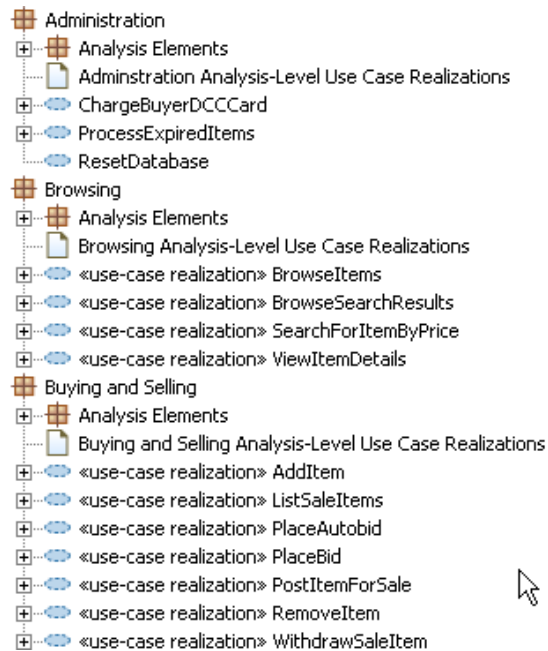 Administration
Analysis Elements
Adminstration Analysis-Level Use Case Realizations
ChargeBuyerDCCCard
ProcessExpiredItems
ResetDatabase
Browsing
Analysis Elements
Browsing Analysis-Level Use Case Realizations
«use-case realization» BrowseItems
«use-case realization» BrowseSearchResults
«use-case realization» SearchForItemByPrice
«use-case realization» ViewItemDetails
Buying and Selling
Analysis Elements
Buying and Selling Analysis-Level Use Case Realizations
«use-case realization» AddItem
«use-case realization» ListSaleItems
«use-case realization» PlaceAutobid
«use-case realization» PlaceBid
«use-case realization» PostItemForSale
«use-case realization» RemoveItem
«use-case realization» WithdrawSaleItem